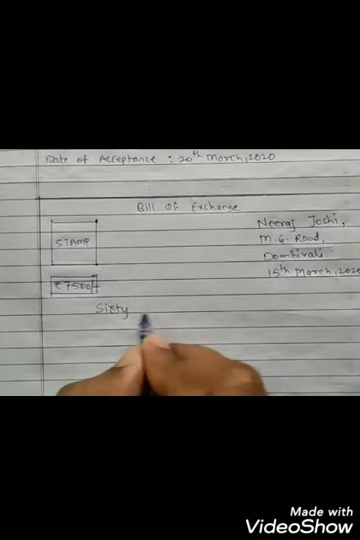 Date of Acceptance : 20th March, 2020
Bill Of Exchange
Neeraj Joshi,
M. G. Road,
Dombivali
15th March, 2020
STAMP
₹ 7500/-
Sixty
Made with
VideoShow